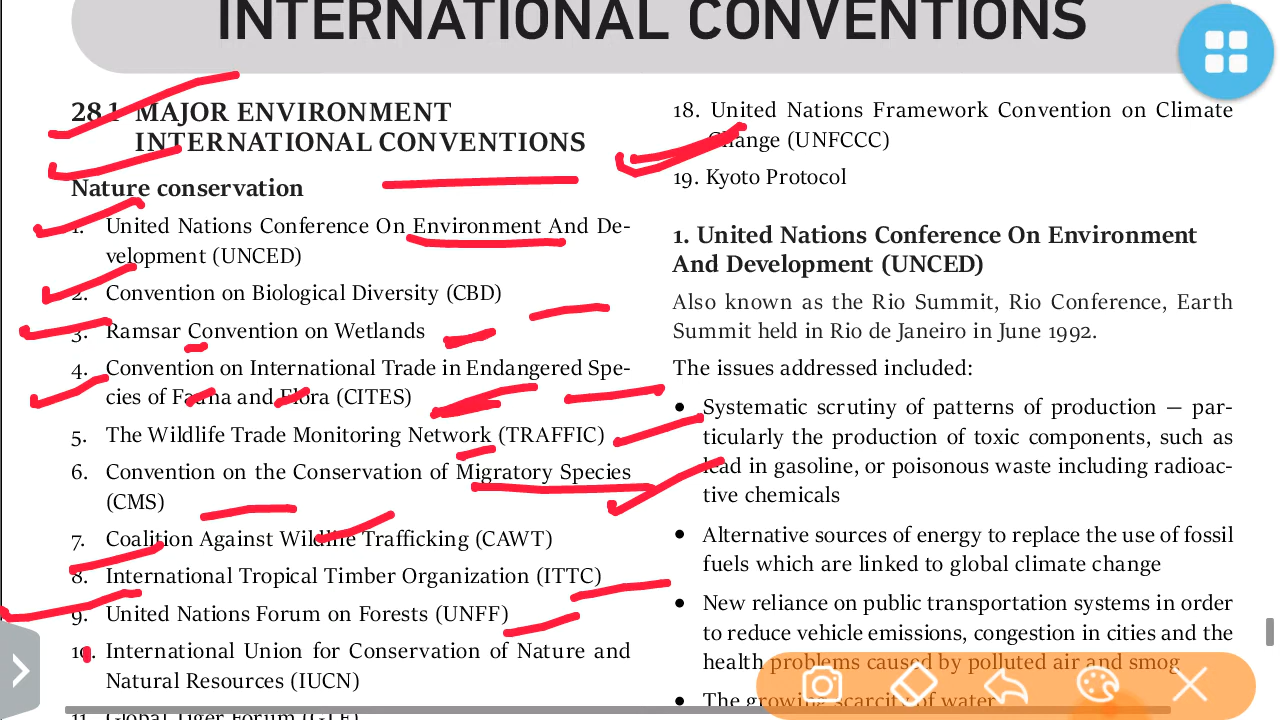 INTERNATIONAL CONVENTIONS
28.1 MAJOR ENVIRONMENT
INTERNATIONAL CONVENTIONS
Nature conservation
1. United Nations Conference On Environment And De-
velopment (UNCED)
2. Convention on Biological Diversity (CBD)
3. Ramsar Convention on Wetlands
4. Convention on International Trade in Endangered Spe-
cies of Fauna and Flora (CITES)
5. The Wildlife Trade Monitoring Network (TRAFFIC)
6. Convention on the Conservation of Migratory Species
(CMS)
7. Coalition Against Wildlife Trafficking (CAWT)
8. International Tropical Timber Organization (ITTC)
9. United Nations Forum on Forests (UNFF)
10. International Union for Conservation of Nature and
Natural Resources (IUCN)
11. Global Tiger Forum (GTF)
18. United Nations Framework Convention on Climate
Change (UNFCCC)
19. Kyoto Protocol
1. United Nations Conference On Environment
And Development (UNCED)
Also known as the Rio Summit, Rio Conference, Earth
Summit held in Rio de Janeiro in June 1992.
The issues addressed included:
• Systematic scrutiny of patterns of production — par-
ticularly the production of toxic components, such as
lead in gasoline, or poisonous waste including radioac-
tive chemicals
• Alternative sources of energy to replace the use of fossil
fuels which are linked to global climate change
• New reliance on public transportation systems in order
to reduce vehicle emissions, congestion in cities and the
health problems caused by polluted air and smog
• The growing scarcity of water